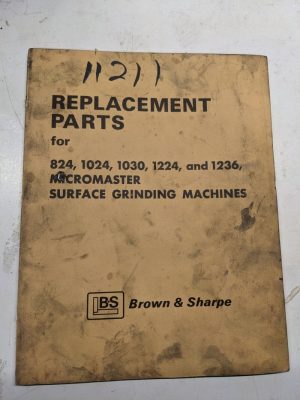 11211
REPLACEMENT
PARTS
for
824, 1024, 1030, 1224, and 1236,
MICROMASTER
SURFACE GRINDING MACHINES
BS Brown & Sharpe